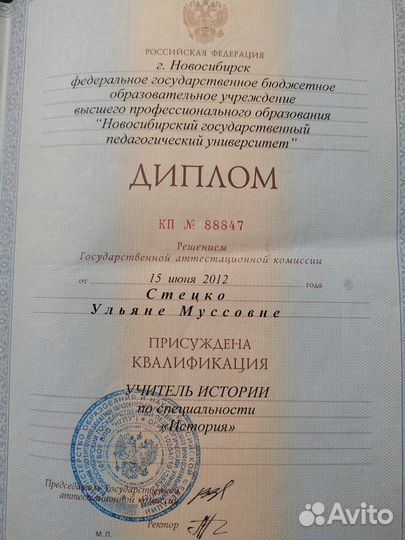 РОССИЙСКАЯ ФЕДЕРАЦИЯ
г. Новосибирск
федеральное государственное бюджетное
образовательное учреждение
высшего профессионального образования
"Новосибирский государственный
педагогический университет"
ДИПЛОМ
КП № 88847
Решением
Государственной аттестационной комиссии
от 15 июня 2012 года
Стецко
Ульяне Муссовне
ПРИСУЖДЕНА
КВАЛИФИКАЦИЯ
УЧИТЕЛЬ ИСТОРИИ
по специальности
«История»
Председатель Государственной
аттестационной комиссии
Ректор
М. П.
Avito